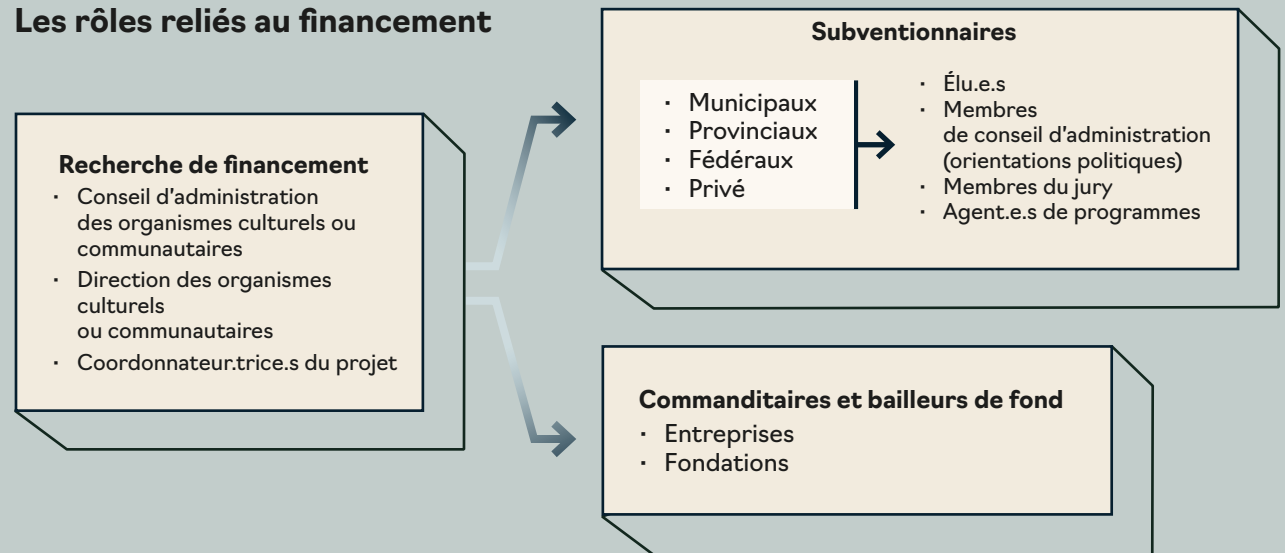 Les rôles reliés au financement
Recherche de financement
· Conseil d'administration
des organismes culturels ou
communautaires
· Direction des organismes
culturels
ou communautaires
· Coordonnateur.trice.s du projet
Subventionnaires
· Municipaux
· Provinciaux
· Fédéraux
· Privé
· Élu.e.s
· Membres
de conseil d'administration
(orientations politiques)
· Membres du jury
· Agent.e.s de programmes
Commanditaires et bailleurs de fond
· Entreprises
· Fondations